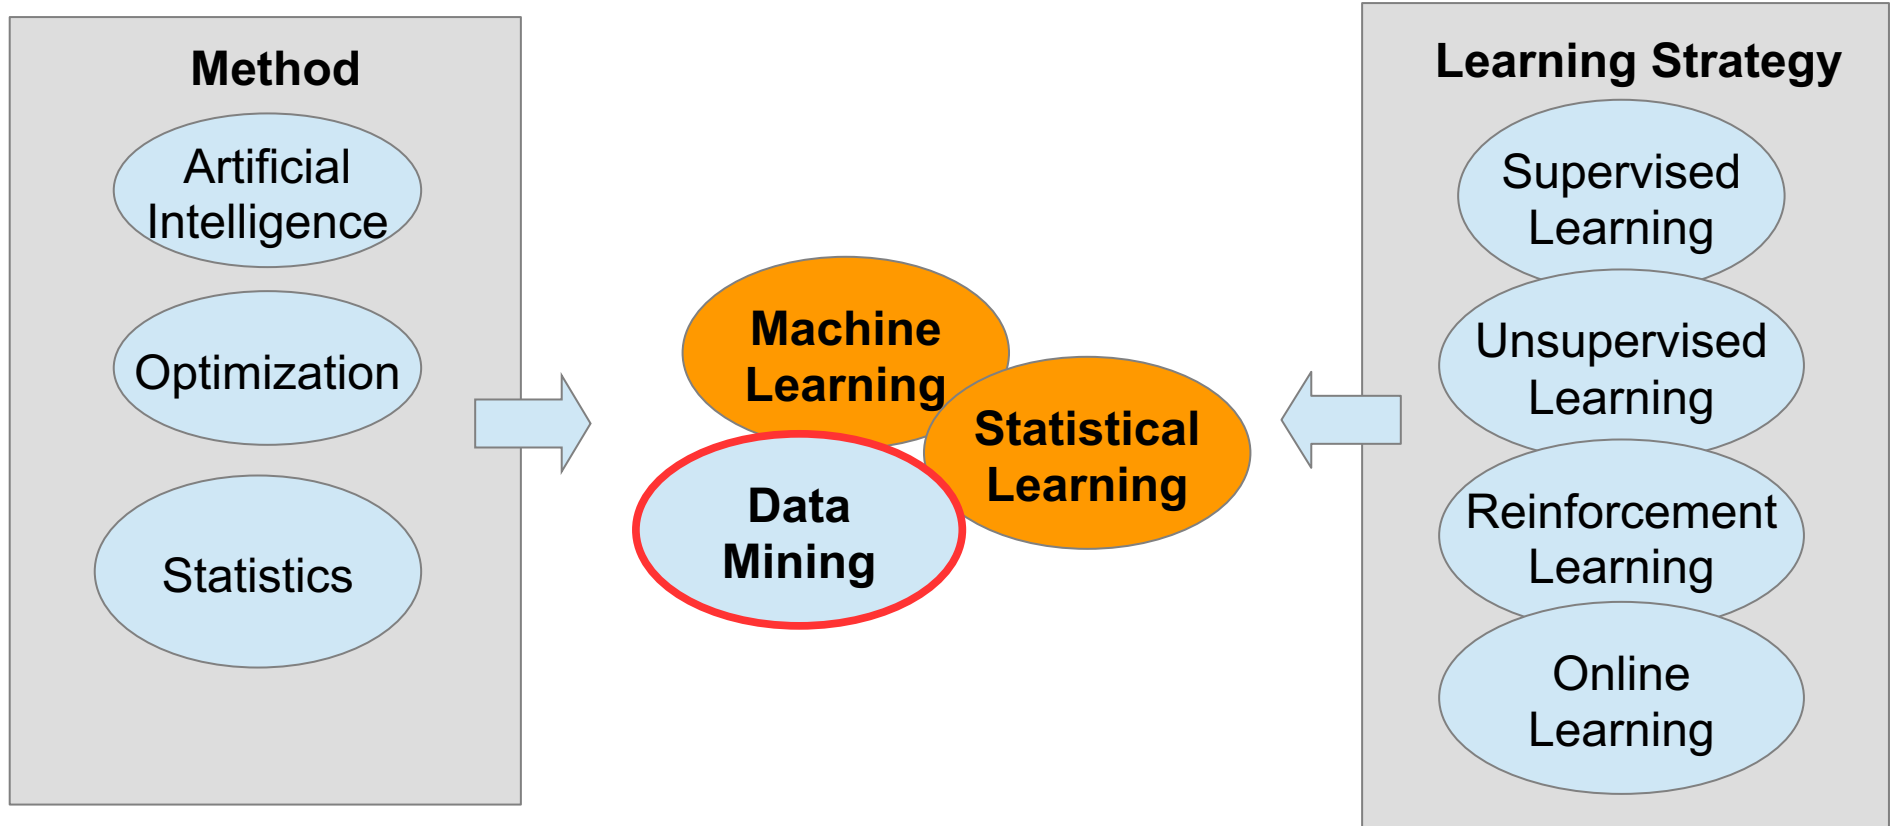 Method
Artificial
Intelligence
Optimization
Statistics
Machine
Learning
Statistical
Learning
Data
Mining
Learning Strategy
Supervised
Learning
Unsupervised
Learning
Reinforcement
Learning
Online
Learning